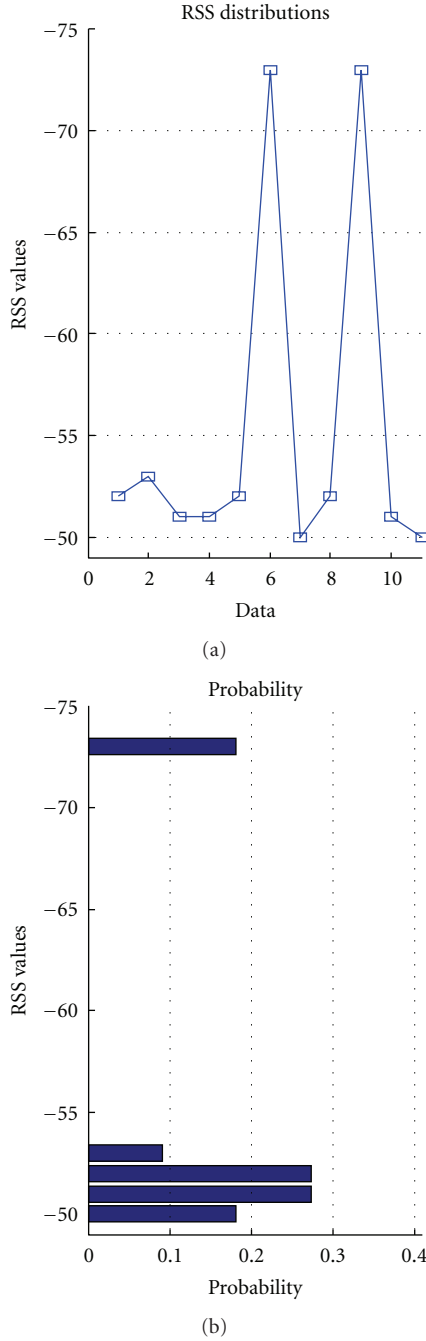 RSS distributions
−75
−70
−65
−60
−55
−50
RSS values
0 2 4 6 8 10
Data
(a)
Probability
−75
−70
−65
−60
−55
−50
RSS values
0 0.1 0.2 0.3 0.4
Probability
(b)